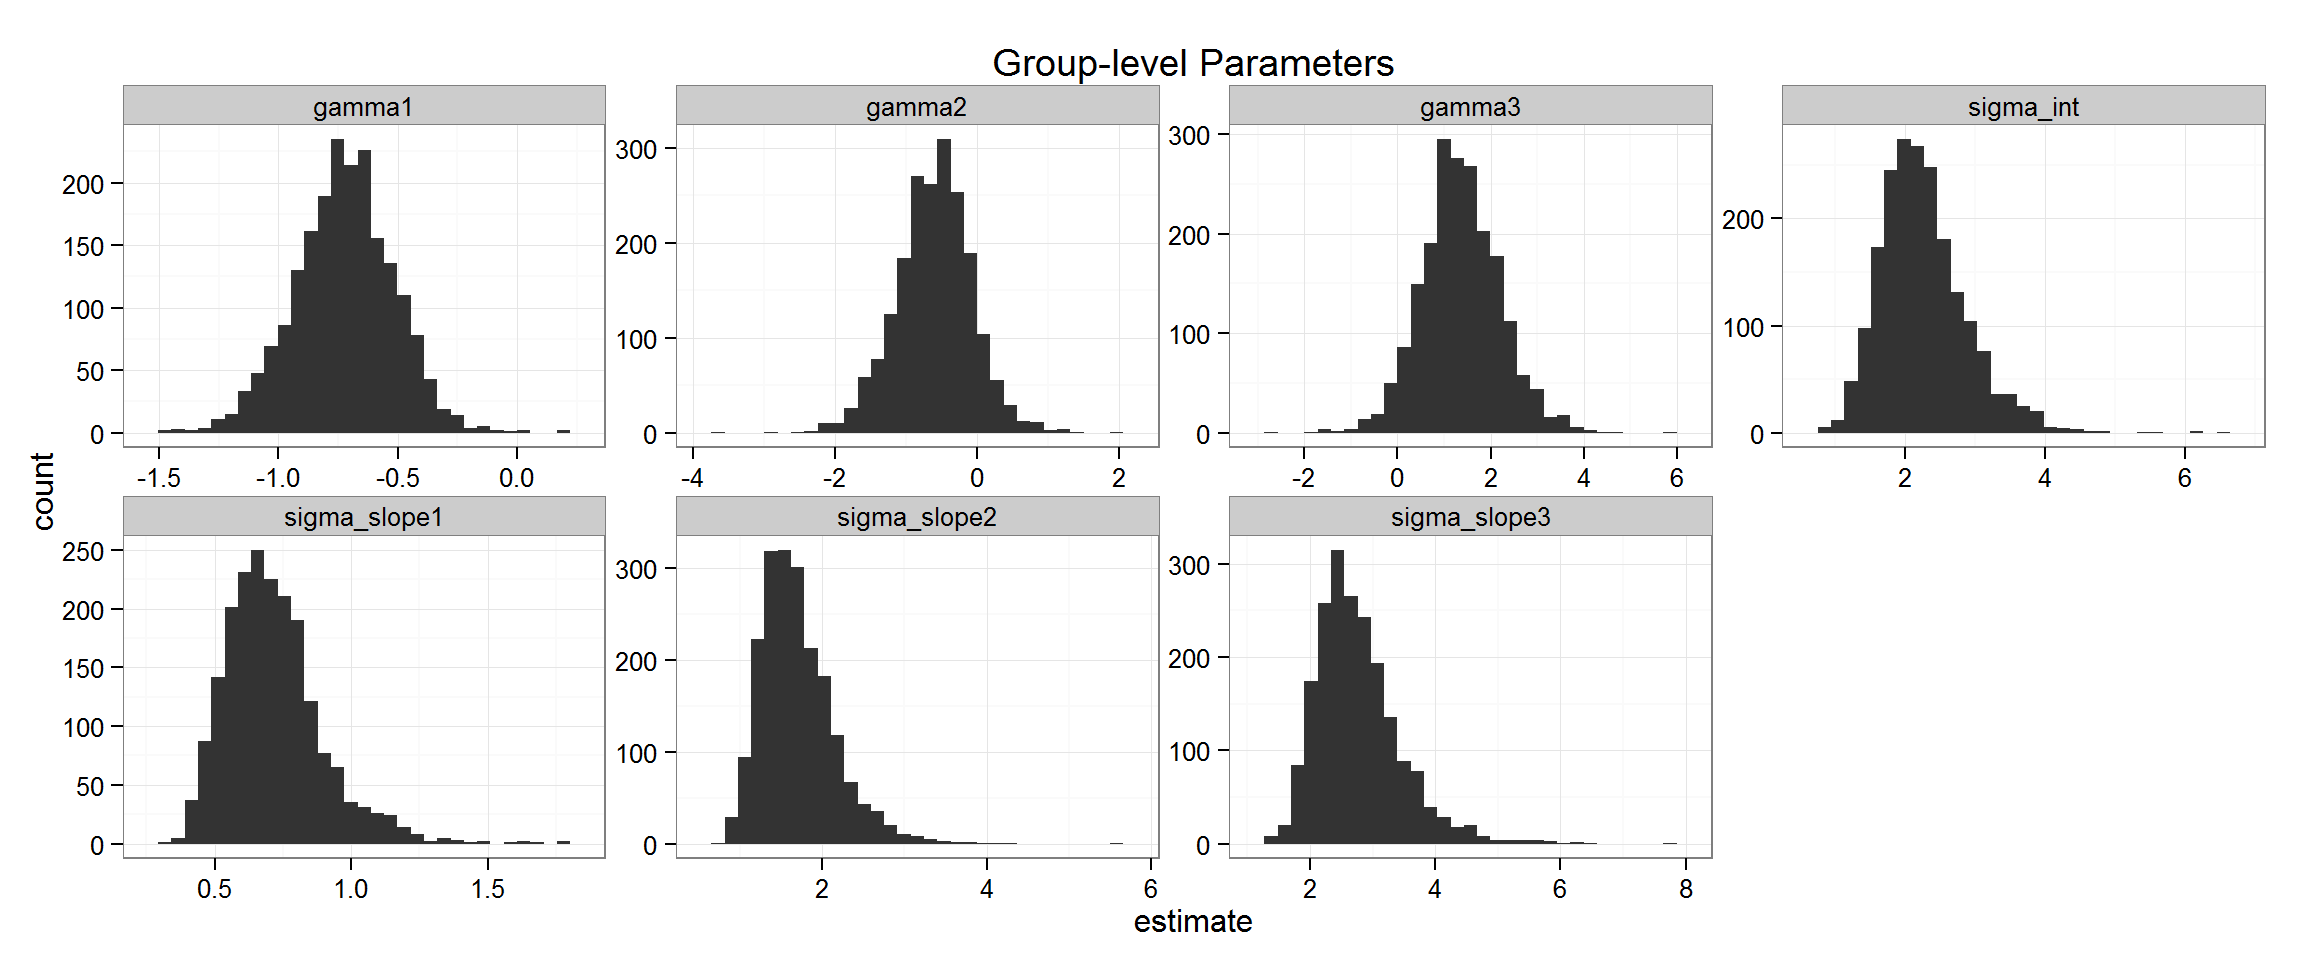 Group-level Parameters
gamma1 gamma2 gamma3 sigma_int
200
150
100
50
0
-1.5 -1.0 -0.5 0.0
300
200
100
0
-4 -2 0 2
300
200
100
0
-2 0 2 4 6
200
100
0
2 4 6
count
sigma_slope1 sigma_slope2 sigma_slope3
250
200
150
100
50
0
0.5 1.0 1.5
300
200
100
0
2 4 6
300
200
100
0
2 4 6 8
estimate